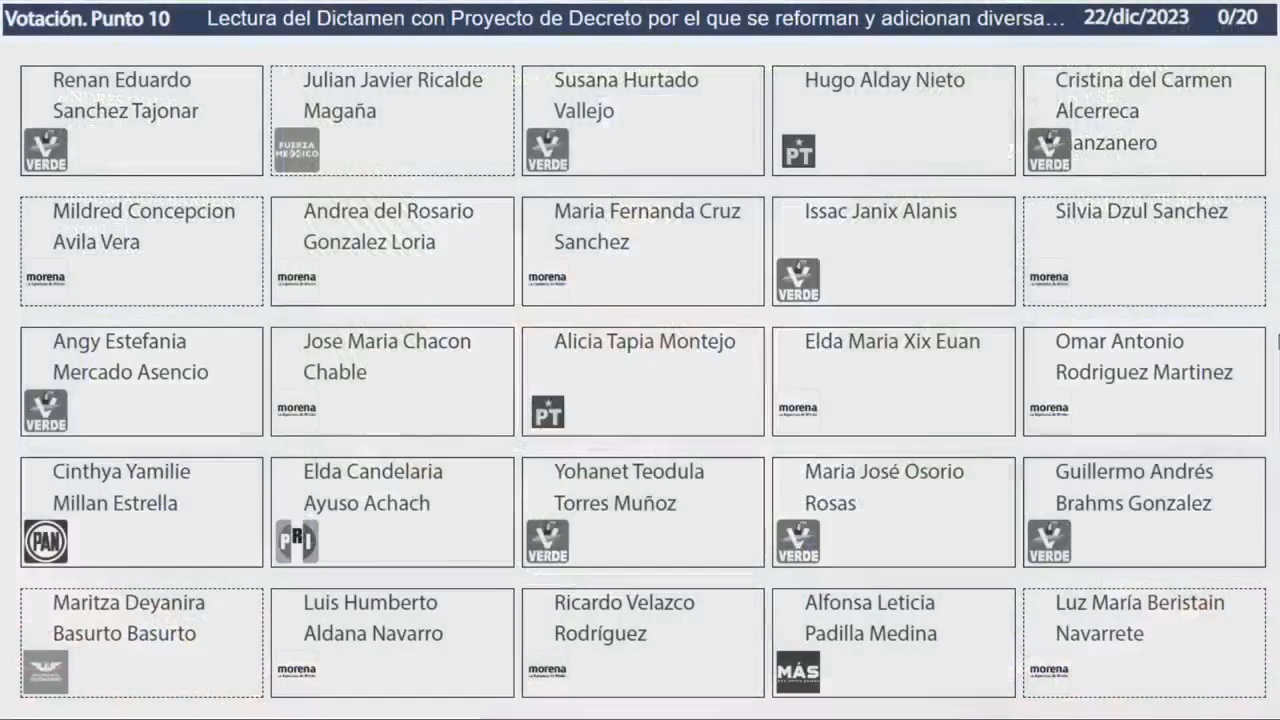 Votación. Punto 10 Lectura del Dictamen con Proyecto de Decreto por el que se reforman y adicionan diversa... 22/dic/2023 0/20
Renan Eduardo
Sanchez Tajonar
VERDE
Julian Javier Ricalde
Magaña
FUERZA
MEXICO
Susana Hurtado
Vallejo
VERDE
Hugo Alday Nieto
PT
Cristina del Carmen
Alcerreca
anzanero
VERDE
Mildred Concepcion
Avila Vera
morena
Andrea del Rosario
Gonzalez Loria
morena
Maria Fernanda Cruz
Sanchez
morena
Issac Janix Alanis
VERDE
Silvia Dzul Sanchez
morena
Angy Estefania
Mercado Asencio
VERDE
Jose Maria Chacon
Chable
morena
Alicia Tapia Montejo
PT
Elda Maria Xix Euan
morena
Omar Antonio
Rodriguez Martinez
morena
Cinthya Yamilie
Millan Estrella
PAN
Elda Candelaria
Ayuso Achach
PRI
Yohanet Teodula
Torres Muñoz
VERDE
Maria José Osorio
Rosas
VERDE
Guillermo Andrés
Brahms Gonzalez
VERDE
Maritza Deyanira
Basurto Basurto
Luis Humberto
Aldana Navarro
morena
Ricardo Velazco
Rodríguez
morena
Alfonsa Leticia
Padilla Medina
MÁS
Luz María Beristain
Navarrete
morena